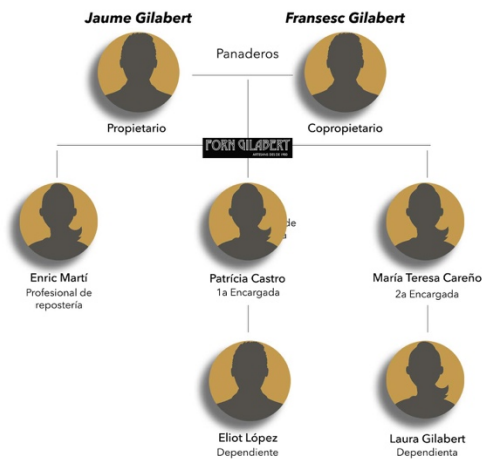 Jaume Gilabert
Fransesc Gilabert
Panaderos
Propietario
Copropietario
FORN GILABERT
de
a
Enric Martí
Profesional de
repostería
Patrícia Castro
1a Encargada
María Teresa Careño
2a Encargada
Eliot López
Dependiente
Laura Gilabert
Dependienta